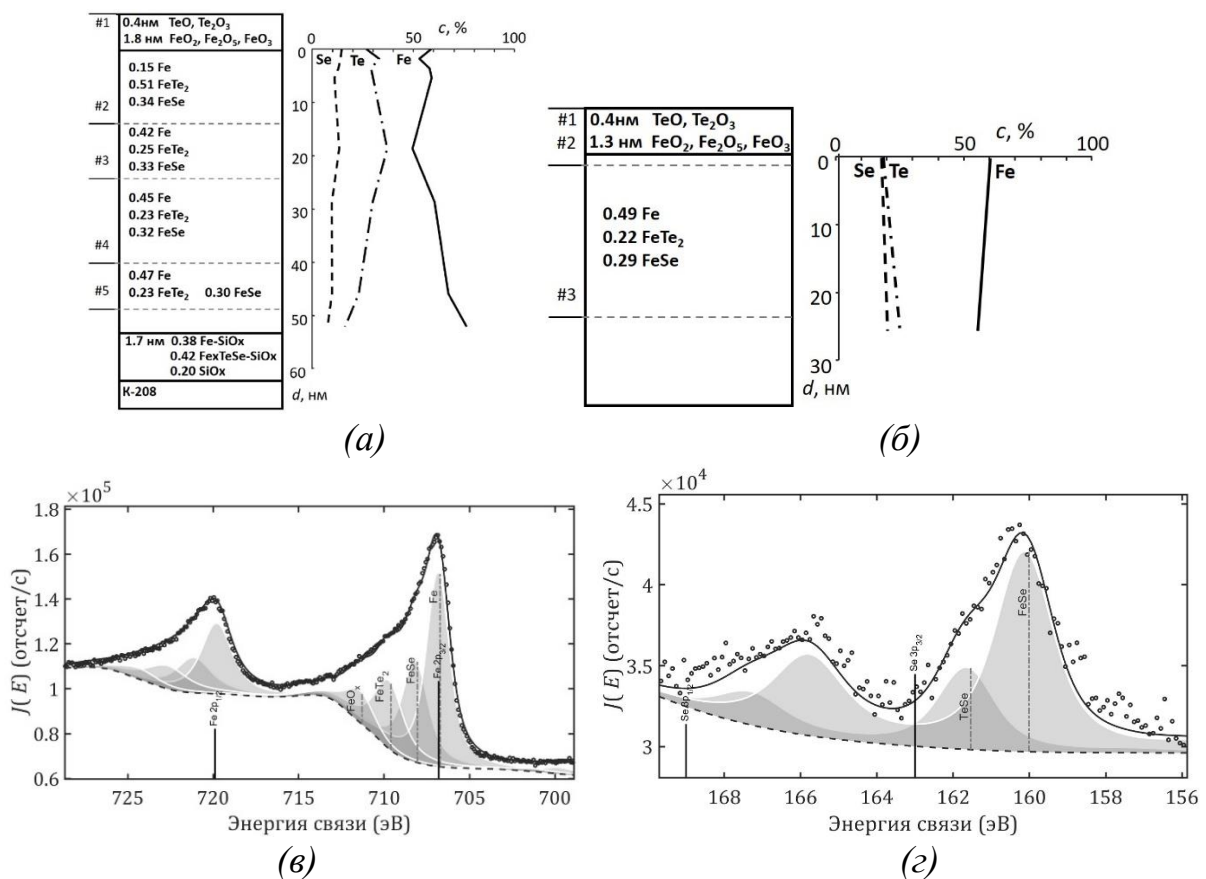 #1
0.4нм TeO, Te₂O₃
1.8 нм FeO₂, Fe₂O₅, FeO₃
#2
0.15 Fe
0.51 FeTe₂
0.34 FeSe
#3
0.42 Fe
0.25 FeTe₂
0.33 FeSe
#4
0.45 Fe
0.23 FeTe₂
0.32 FeSe
#5
0.47 Fe
0.23 FeTe₂ 0.30 FeSe
1.7 нм 0.38 Fe-SiOx
0.42 FexTeSe-SiOx
0.20 SiOx
К-208
c, %
0 50 100
Se Te Fe
0
10
20
30
40
50
60
d, нм
(а)
#1 0.4нм TeO, Te₂O₃
#2 1.3 нм FeO₂, Fe₂O₅, FeO₃
0.49 Fe
0.22 FeTe₂
0.29 FeSe
#3
c, %
0 50 100
Se Te Fe
0
10
20
30
d, нм
(б)
×10⁵
J(E) (отсчет/с)
1.8
1.6
1.4
1.2
1
0.8
0.6
Fe 2p₁/₂
FeOₓ
FeTe₂
FeSe
Fe
Fe 2p₃/₂
725 720 715 710 705 700
Энергия связи (эВ)
(в)
×10⁴
J(E) (отсчет/с)
4.5
4
3.5
3
Se 3p₁/₂
Se 3p₃/₂
TeSe
FeSe
168 166 164 162 160 158 156
Энергия связи (эВ)
(г)